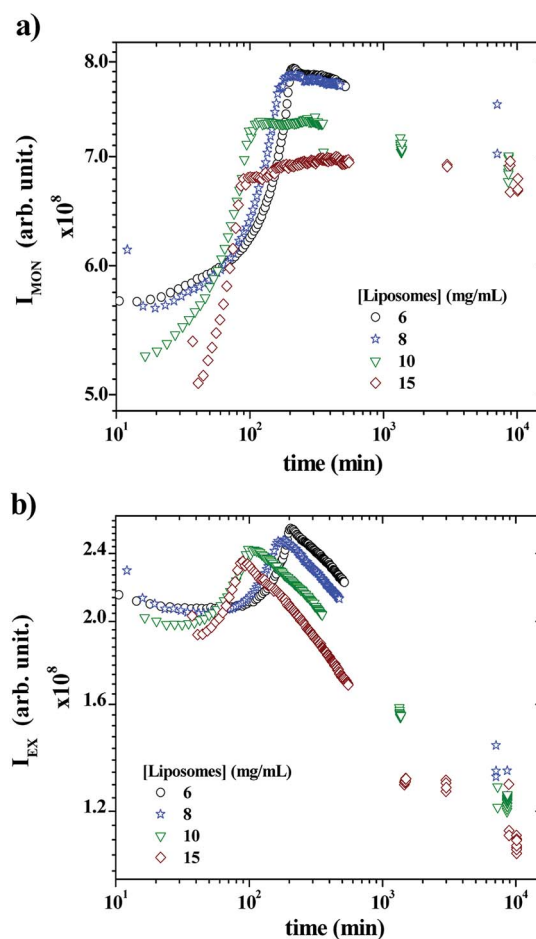 a)
I_MON (arb. unit.)
x10^8
8.0
7.0
6.0
5.0
[Liposomes] (mg/mL)
6
8
10
15
10^1 10^2 10^3 10^4
time (min)
b)
I_EX (arb. unit.)
x10^8
2.4
2.0
1.6
1.2
[Liposomes] (mg/mL)
6
8
10
15
10^1 10^2 10^3 10^4
time (min)